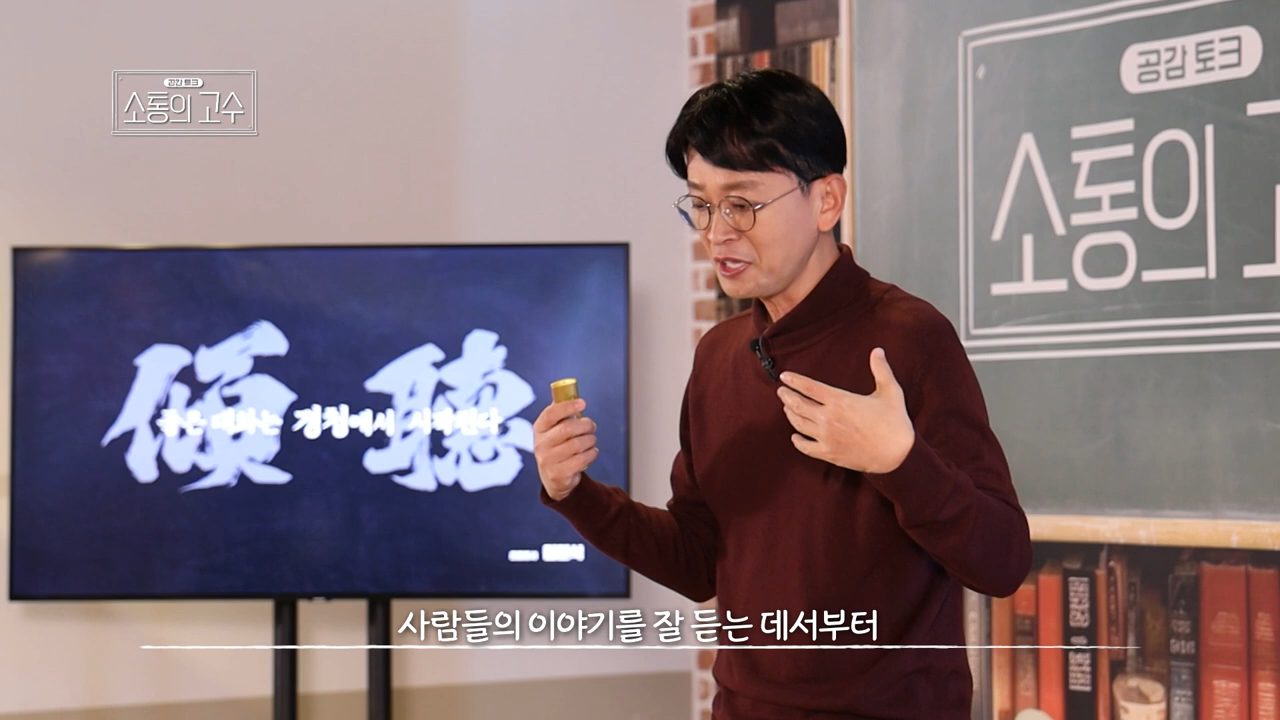 공감 토크
소통의 고수
공감 토크
소통의
傾 聽
좋은 대화는 경청에서 시작된다
사람들의 이야기를 잘 듣는 데서부터